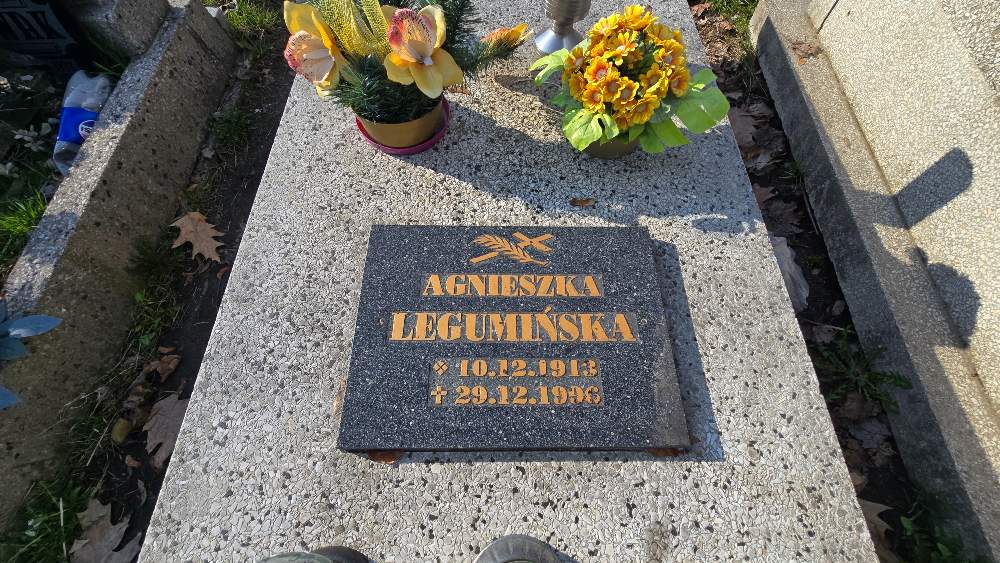 AGNIESZKA
LEGUMIŃSKA
10.12.1913
29.12.1996